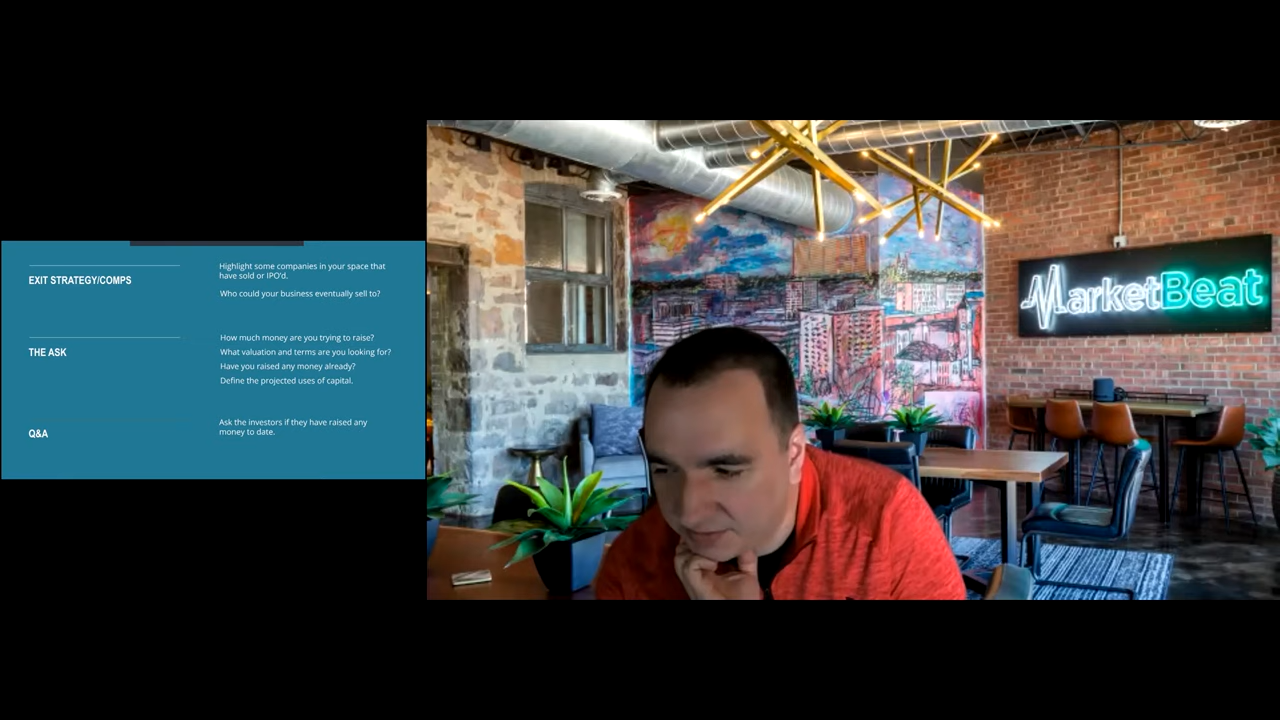 EXIT STRATEGY/COMPS
Highlight some companies in your space that
have sold or IPO'd.
Who could your business eventually sell to?
THE ASK
How much money are you trying to raise?
What valuation and terms are you looking for?
Have you raised any money already?
Define the projected uses of capital.
Q&A
Ask the investors if they have raised any
money to date.
MarketBeat